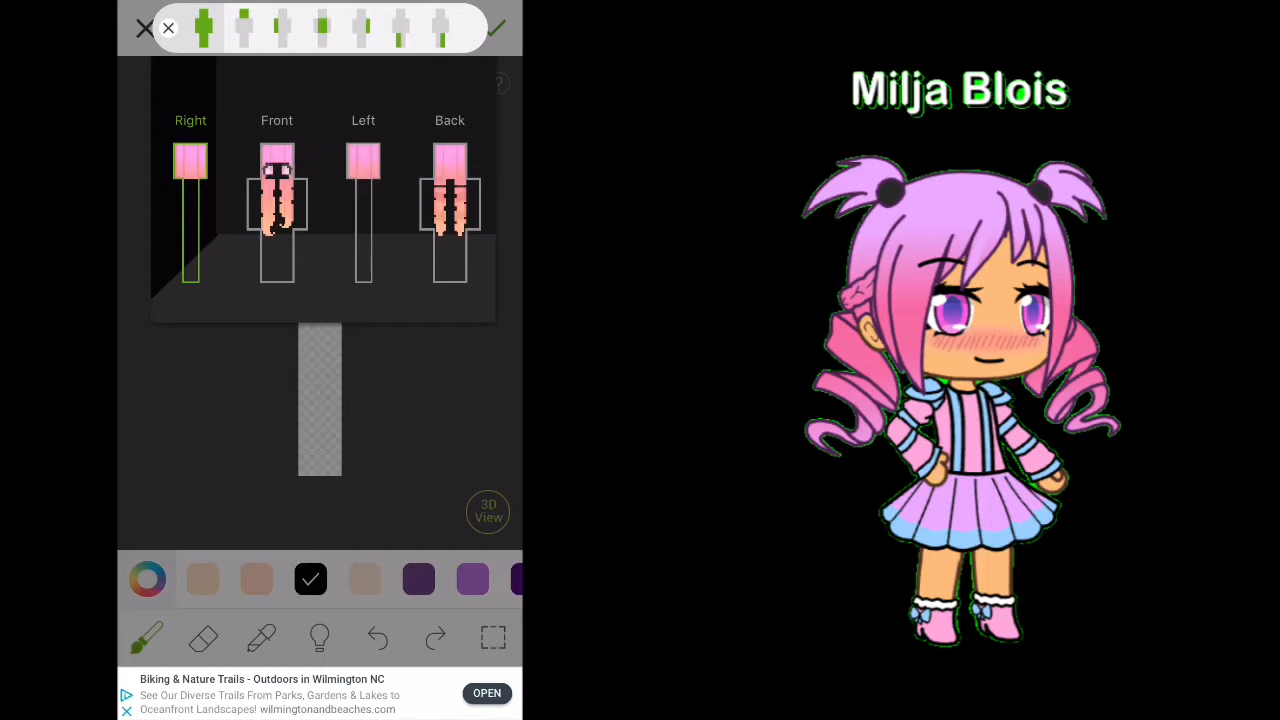 Milja Blois
Right Front Left Back
3D
View
Biking & Nature Trails - Outdoors in Wilmington NC
See Our Diverse Trails From Parks, Gardens & Lakes to
Oceanfront Landscapes! wilmingtonandbeaches.com
OPEN
?